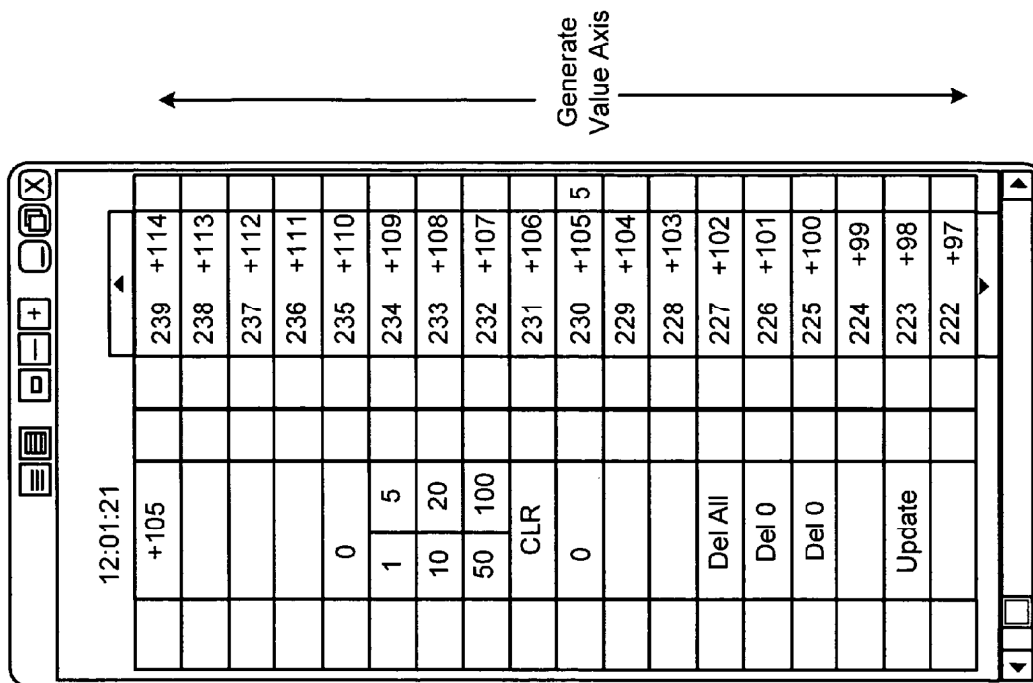 X
12:01:21
+105 239 +114
238 +113
237 +112
236 +111
0 235 +110
1 5 234 +109
10 20 233 +108
50 100 232 +107
CLR 231 +106
0 230 +105 5
229 +104
228 +103
Del All 227 +102
Del 0 226 +101
Del 0 225 +100
224 +99
Update 223 +98
222 +97
Generate
Value Axis